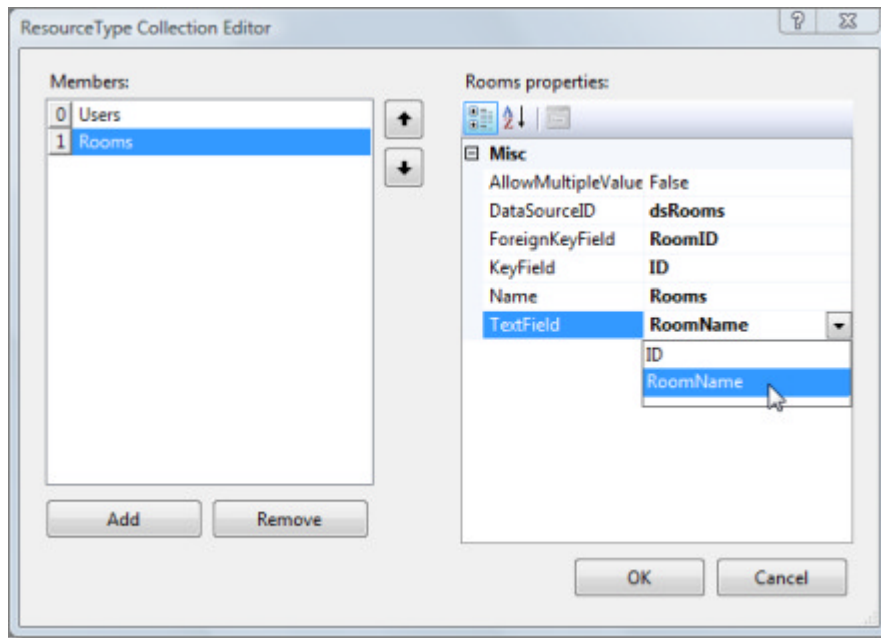 ResourceType Collection Editor
Members:
0 Users
1 Rooms
Add
Remove
Rooms properties:
Misc
AllowMultipleValue False
DataSourceID dsRooms
ForeignKeyField RoomID
KeyField ID
Name Rooms
TextField RoomName
ID
RoomName
OK
Cancel